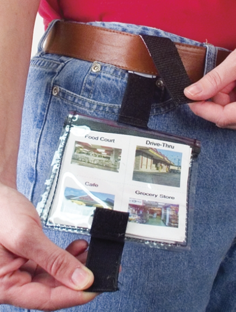 Food Court
Drive-Thru
Cafe
Grocery Store